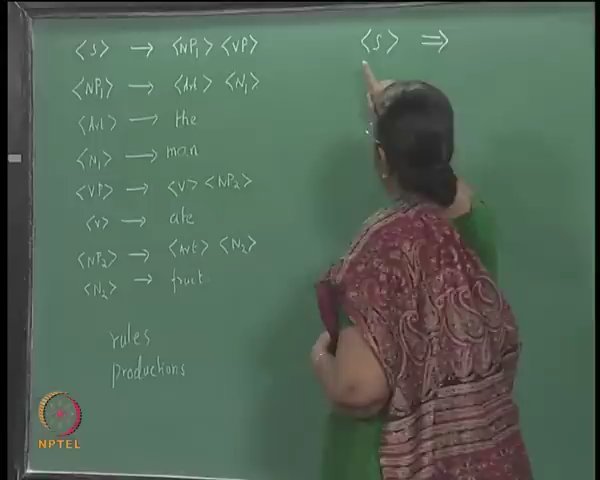 <S> → <NP₁> <VP>
<NP₁> → <Art> <N₁>
<Art> → the
<N₁> → man
<VP> → <V> <NP₂>
<V> → ate
<NP₂> → <Art> <N₂>
<N₂> → fruit
rules
productions
<S> ⇒
NPTEL